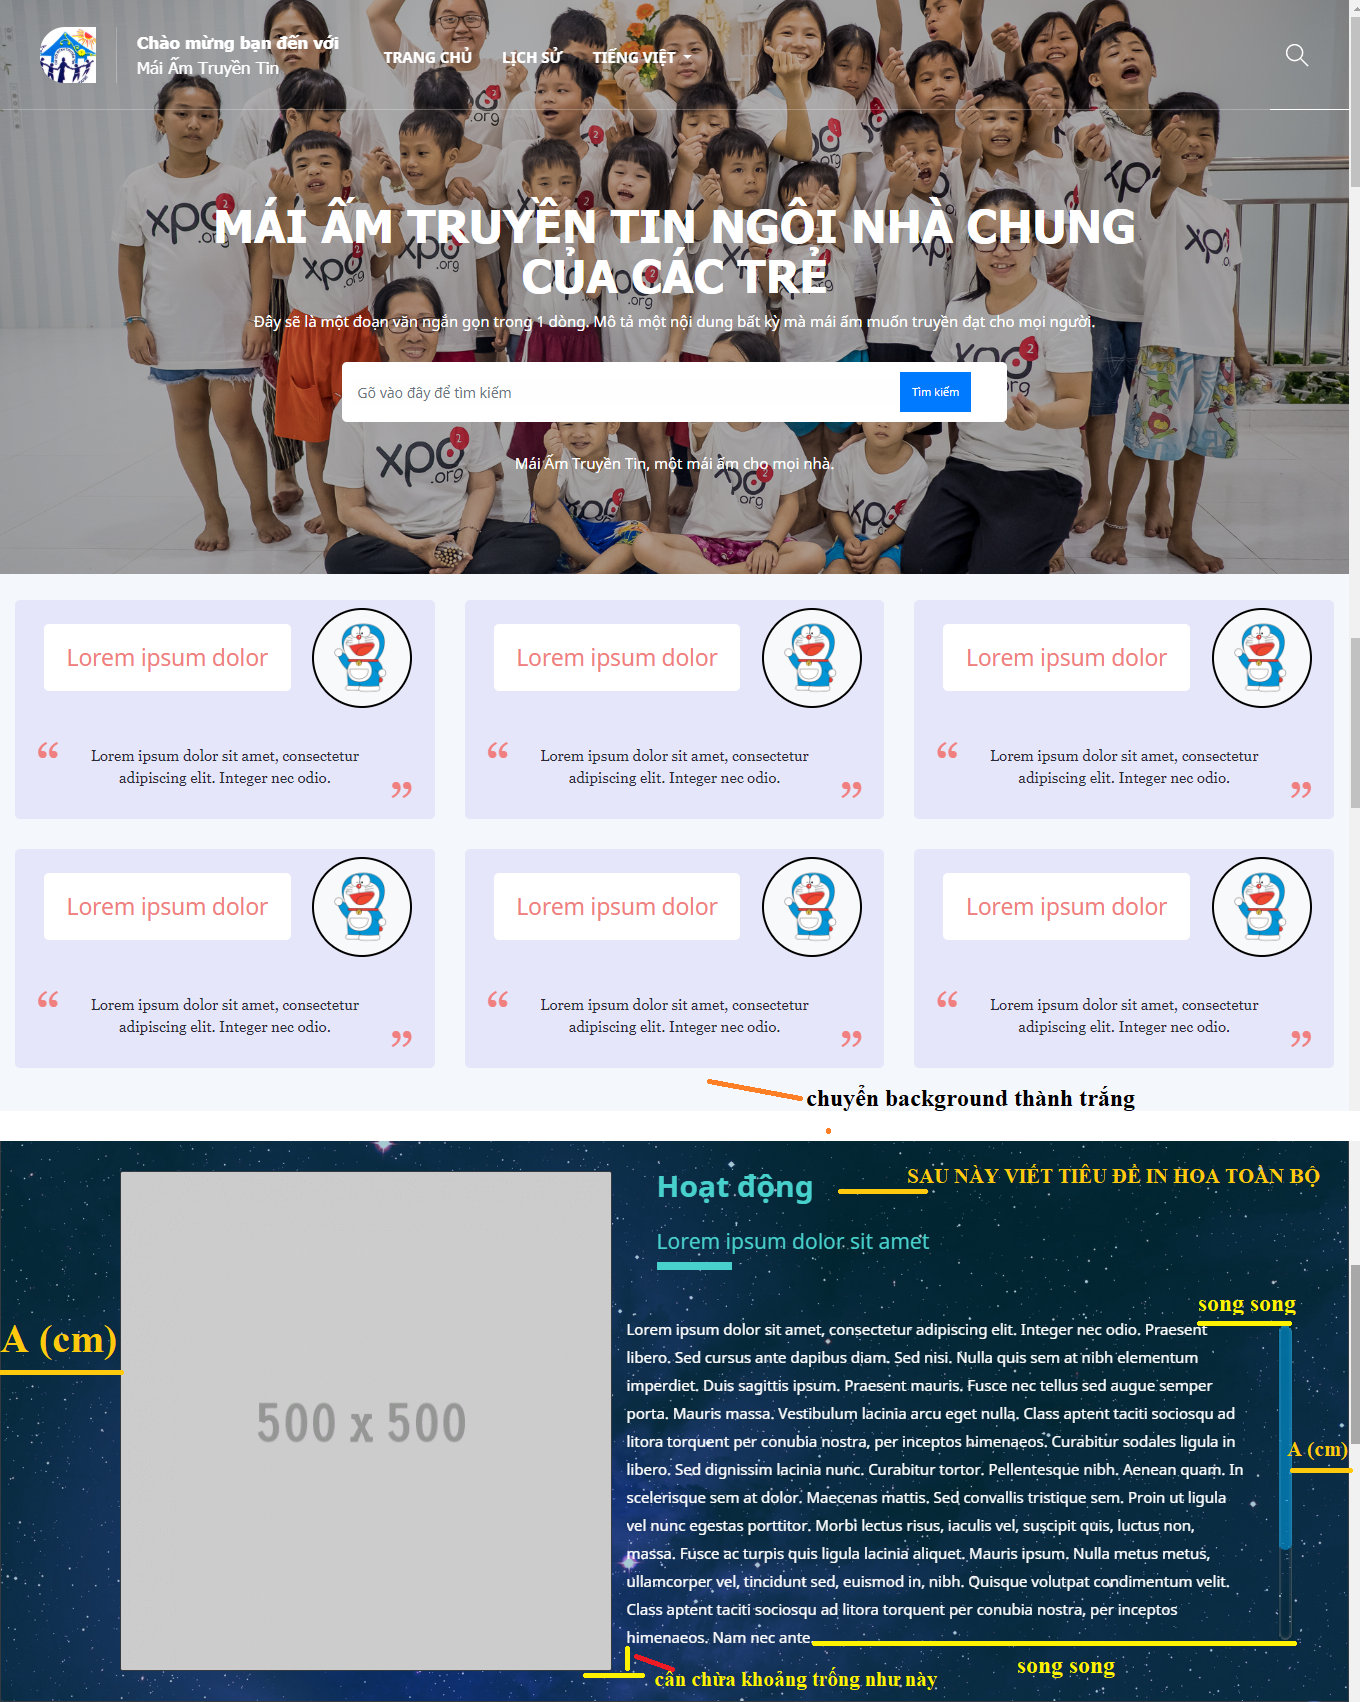 Chào mừng bạn đến với
Mái Ấm Truyền Tin
TRANG CHỦ LỊCH SỬ TIẾNG VIỆT
MÁI ẤM TRUYỀN TIN NGÔI NHÀ CHUNG
CỦA CÁC TRẺ
Đây sẽ là một đoạn văn ngắn gọn trong 1 dòng. Mô tả một nội dung bất kỳ mà mái ấm muốn truyền đạt cho mọi người.
Gõ vào đây để tìm kiếm
Tìm kiếm
Mái Ấm Truyền Tin, một mái ấm cho mọi nhà.
Lorem ipsum dolor
Lorem ipsum dolor
Lorem ipsum dolor
“ Lorem ipsum dolor sit amet, consectetur
adipiscing elit. Integer nec odio. ”
“ Lorem ipsum dolor sit amet, consectetur
adipiscing elit. Integer nec odio. ”
“ Lorem ipsum dolor sit amet, consectetur
adipiscing elit. Integer nec odio. ”
Lorem ipsum dolor
Lorem ipsum dolor
Lorem ipsum dolor
“ Lorem ipsum dolor sit amet, consectetur
adipiscing elit. Integer nec odio. ”
“ Lorem ipsum dolor sit amet, consectetur
adipiscing elit. Integer nec odio. ”
“ Lorem ipsum dolor sit amet, consectetur
adipiscing elit. Integer nec odio. ”
chuyển background thành trắng
Hoạt động
SAU NÀY VIẾT TIÊU ĐỀ IN HOA TOÀN BỘ
Lorem ipsum dolor sit amet
song song
A (cm)
500 x 500
Lorem ipsum dolor sit amet, consectetur adipiscing elit. Integer nec odio. Praesent
libero. Sed cursus ante dapibus diam. Sed nisi. Nulla quis sem at nibh elementum
imperdiet. Duis sagittis ipsum. Praesent mauris. Fusce nec tellus sed augue semper
porta. Mauris massa. Vestibulum lacinia arcu eget nulla. Class aptent taciti sociosqu ad
litora torquent per conubia nostra, per inceptos himenaeos. Curabitur sodales ligula in
libero. Sed dignissim lacinia nunc. Curabitur tortor. Pellentesque nibh. Aenean quam. In
scelerisque sem at dolor. Maecenas mattis. Sed convallis tristique sem. Proin ut ligula
vel nunc egestas porttitor. Morbi lectus risus, iaculis vel, suscipit quis, luctus non,
massa. Fusce ac turpis quis ligula lacinia aliquet. Mauris ipsum. Nulla metus metus,
ullamcorper vel, tincidunt sed, euismod in, nibh. Quisque volutpat condimentum velit.
Class aptent taciti sociosqu ad litora torquent per conubia nostra, per inceptos
himenaeos. Nam nec ante.
A (cm)
song song
cần chừa khoảng trống như này
xpo
.org
2
xpo
.org
2
xpo
.org
2